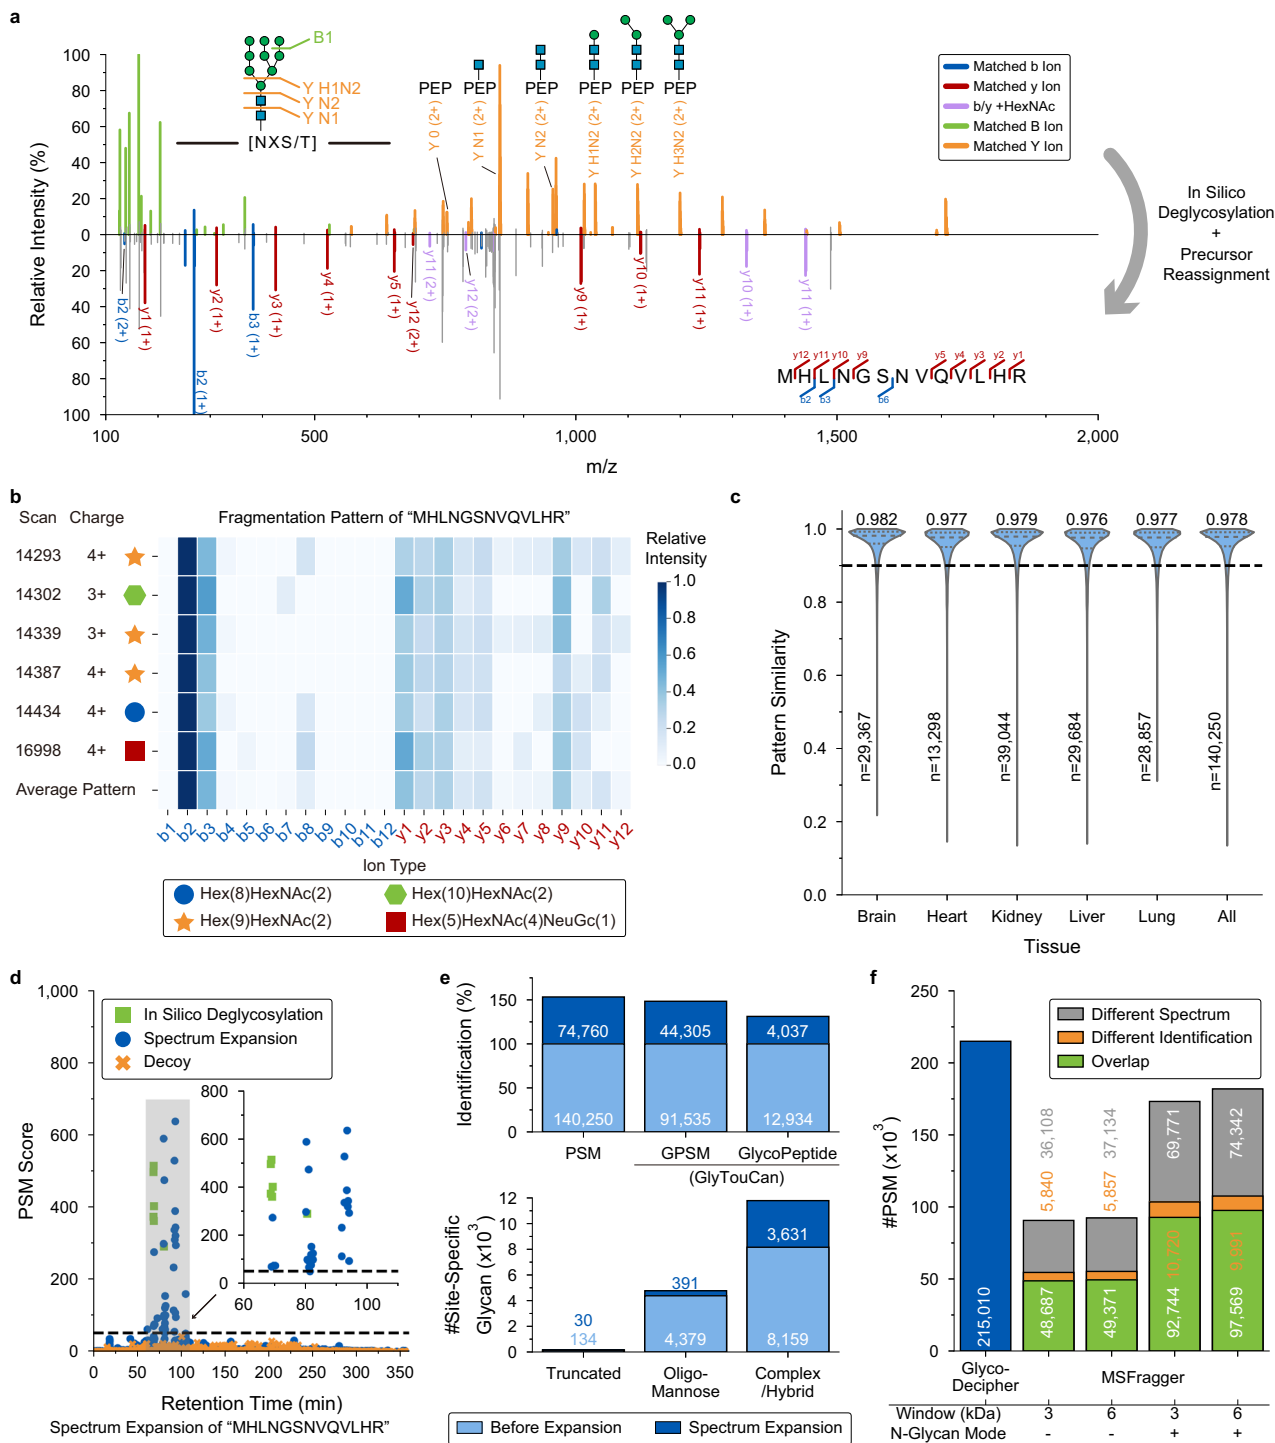 a
B1
Y H1N2
Y N2
Y N1
[NXS/T]
PEP PEP PEP PEP PEP PEP
Y 0 (2+)
Y N1 (2+)
Y N2 (2+)
Y H1N2 (2+)
Y H2N2 (2+)
Y H3N2 (2+)
Matched b Ion
Matched y Ion
b/y +HexNAc
Matched B Ion
Matched Y Ion
In Silico
Deglycosylation
+
Precursor
Reassignment
Relative Intensity (%)
100
80
60
40
20
0
20
40
60
80
100
b2 (2+)
y1 (1+)
b2 (1+)
y2 (1+)
b3 (1+)
y3 (1+)
y4 (1+)
y5 (1+)
y12 (2+)
y11 (2+)
y12 (2+)
y9 (1+)
y10 (1+)
y11 (1+)
y10 (1+)
y11 (1+)
y12 y11 y10 y9 y5 y4 y3 y2 y1
MHLNGSNVQVLHR
b2 b3 b6
100 500 1,000 1,500 2,000
m/z
b
Scan Charge Fragmentation Pattern of “MHLNGSNVQVLHR”
14293 4+
14302 3+
14339 3+
14387 4+
14434 4+
16998 4+
Average Pattern
b1 b2 b3 b4 b5 b6 b7 b8 b9 b10 b11 b12 y1 y2 y3 y4 y5 y6 y7 y8 y9 y10 y11 y12
Ion Type
Relative
Intensity
1.0
0.8
0.6
0.4
0.2
0.0
Hex(8)HexNAc(2) Hex(10)HexNAc(2)
Hex(9)HexNAc(2) Hex(5)HexNAc(4)NeuGc(1)
c
Pattern Similarity
1.0
0.8
0.6
0.4
0.2
0.0
0.982 0.977 0.979 0.976 0.977 0.978
n=29,367
n=13,298
n=39,044
n=29,684
n=28,857
n=140,250
Brain Heart Kidney Liver Lung All
Tissue
d
PSM Score
1,000
800
600
400
200
0
In Silico Deglycosylation
Spectrum Expansion
Decoy
800
600
400
200
0
60 80 100
0 50 100 150 200 250 300 350
Retention Time (min)
Spectrum Expansion of “MHLNGSNVQVLHR”
e
Identification (%)
150
100
50
0
74,760 44,305 4,037
140,250 91,535 12,934
PSM GPSM GlycoPeptide
(GlyTouCan)
#Site-Specific
Glycan (x10³)
12
10
8
6
4
2
0
30
134
391
4,379
3,631
8,159
Truncated Oligo-
Mannose Complex
/Hybrid
Before Expansion Spectrum Expansion
f
#PSM (x10³)
250
200
150
100
50
0
Different Spectrum
Different Identification
Overlap
215,010
48,687
5,840
36,108
49,371
5,857
37,134
92,744
10,720
69,771
97,569
9,991
74,342
Glyco-
Decipher MSFragger
Window (kDa) 3 6 3 6
N-Glycan Mode - - + +